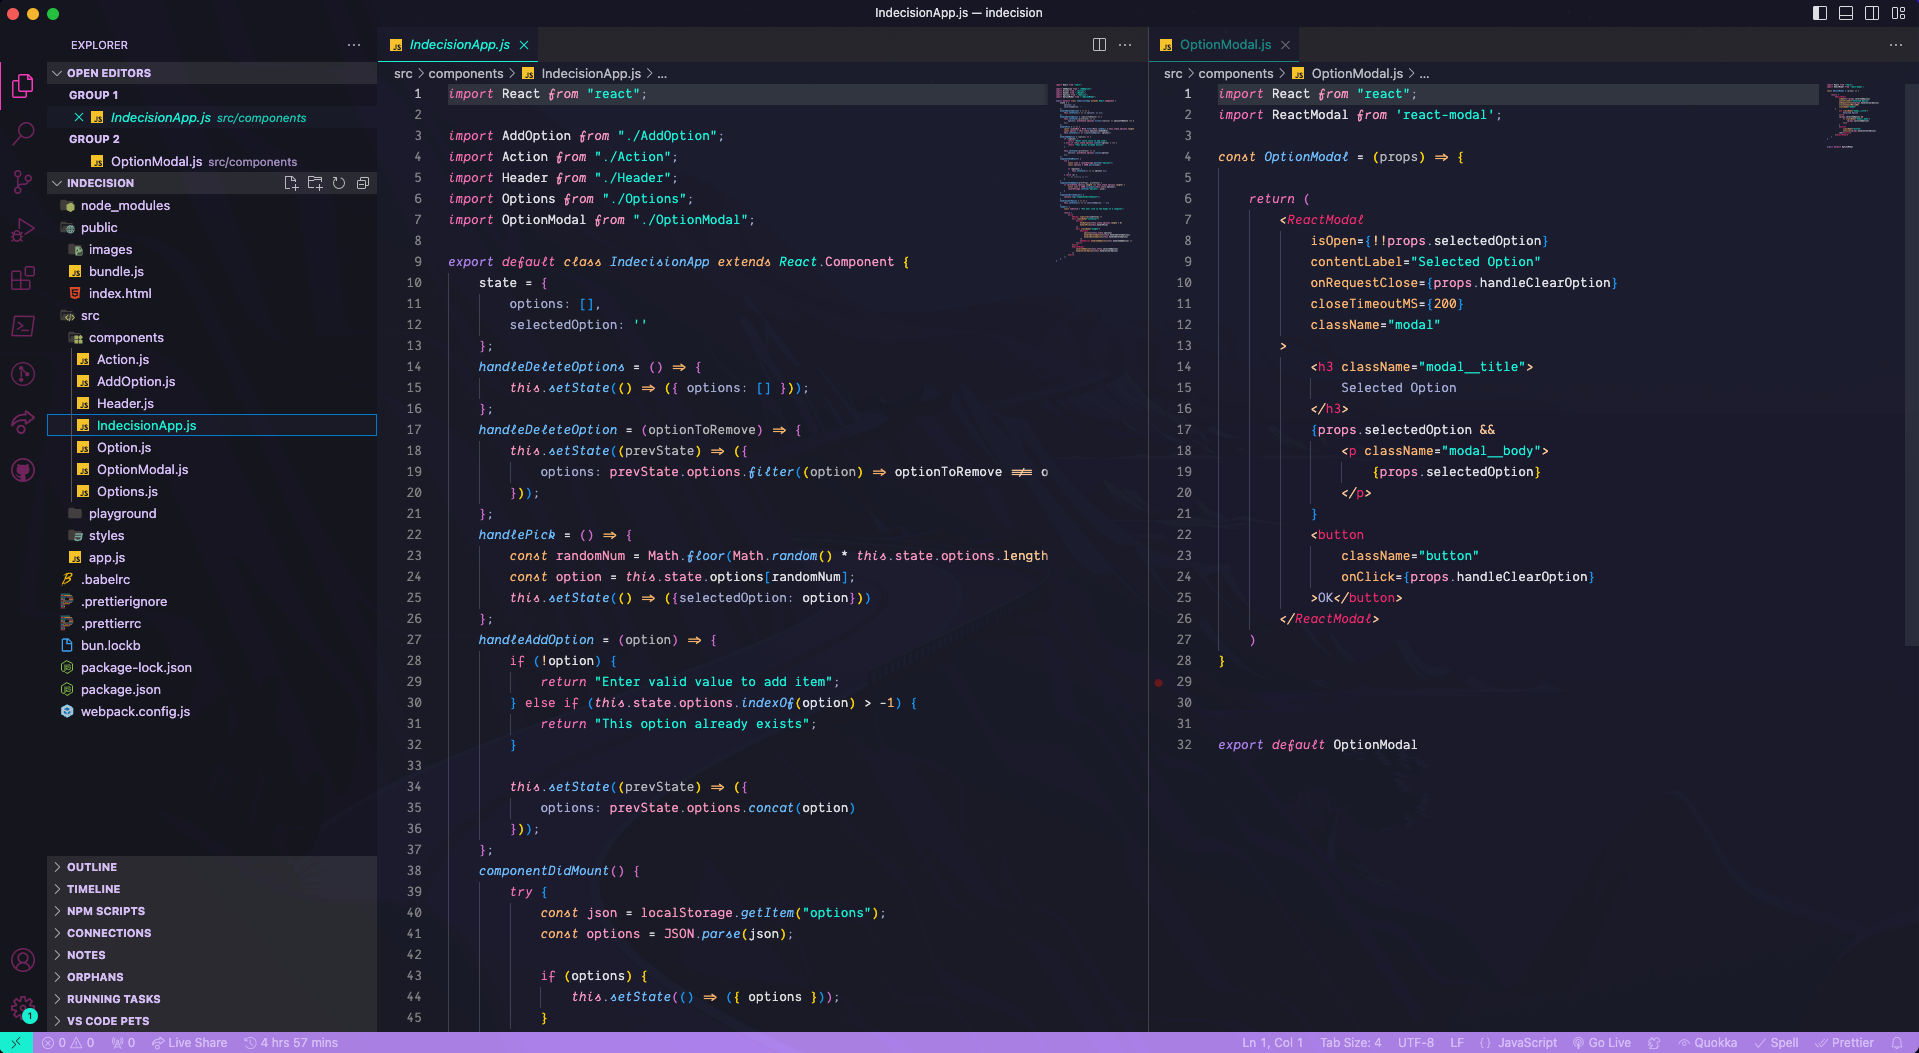 IndecisionApp.js — indecision
EXPLORER
OPEN EDITORS
GROUP 1
IndecisionApp.js src/components
GROUP 2
OptionModal.js src/components
INDECISION
node_modules
public
images
bundle.js
index.html
src
components
Action.js
AddOption.js
Header.js
IndecisionApp.js
Option.js
OptionModal.js
Options.js
playground
styles
app.js
.babelrc
.prettierignore
.prettierrc
bun.lockb
package-lock.json
package.json
webpack.config.js
OUTLINE
TIMELINE
NPM SCRIPTS
CONNECTIONS
NOTES
ORPHANS
RUNNING TASKS
VS CODE PETS
1
IndecisionApp.js
src > components > IndecisionApp.js > ...
1 import React from "react";
2
3 import AddOption from "./AddOption";
4 import Action from "./Action";
5 import Header from "./Header";
6 import Options from "./Options";
7 import OptionModal from "./OptionModal";
8
9 export default class IndecisionApp extends React.Component {
10 state = {
11 options: [],
12 selectedOption: ''
13 };
14 handleDeleteOptions = () => {
15 this.setState(() => ({ options: [] }));
16 };
17 handleDeleteOption = (optionToRemove) => {
18 this.setState((prevState) => ({
19 options: prevState.options.filter((option) => optionToRemove !== o
20 }));
21 };
22 handlePick = () => {
23 const randomNum = Math.floor(Math.random() * this.state.options.length
24 const option = this.state.options[randomNum];
25 this.setState(() => ({selectedOption: option}))
26 };
27 handleAddOption = (option) => {
28 if (!option) {
29 return "Enter valid value to add item";
30 } else if (this.state.options.indexOf(option) > -1) {
31 return "This option already exists";
32 }
33
34 this.setState((prevState) => ({
35 options: prevState.options.concat(option)
36 }));
37 };
38 componentDidMount() {
39 try {
40 const json = localStorage.getItem("options");
41 const options = JSON.parse(json);
42
43 if (options) {
44 this.setState(() => ({ options }));
45 }
OptionModal.js
src > components > OptionModal.js > ...
1 import React from "react";
2 import ReactModal from 'react-modal';
3
4 const OptionModal = (props) => {
5
6 return (
7 <ReactModal
8 isOpen={!!props.selectedOption}
9 contentLabel="Selected Option"
10 onRequestClose={props.handleClearOption}
11 closeTimeoutMS={200}
12 className="modal"
13 >
14 <h3 className="modal__title">
15 Selected Option
16 </h3>
17 {props.selectedOption &&
18 <p className="modal__body">
19 {props.selectedOption}
20 </p>
21 }
22 <button
23 className="button"
24 onClick={props.handleClearOption}
25 >OK</button>
26 </ReactModal>
27 )
28 }
29
30
31
32 export default OptionModal
0 0 0 Live Share 4 hrs 57 mins
Ln 1, Col 1 Tab Size: 4 UTF-8 LF {} JavaScript Go Live Quokka Spell Prettier